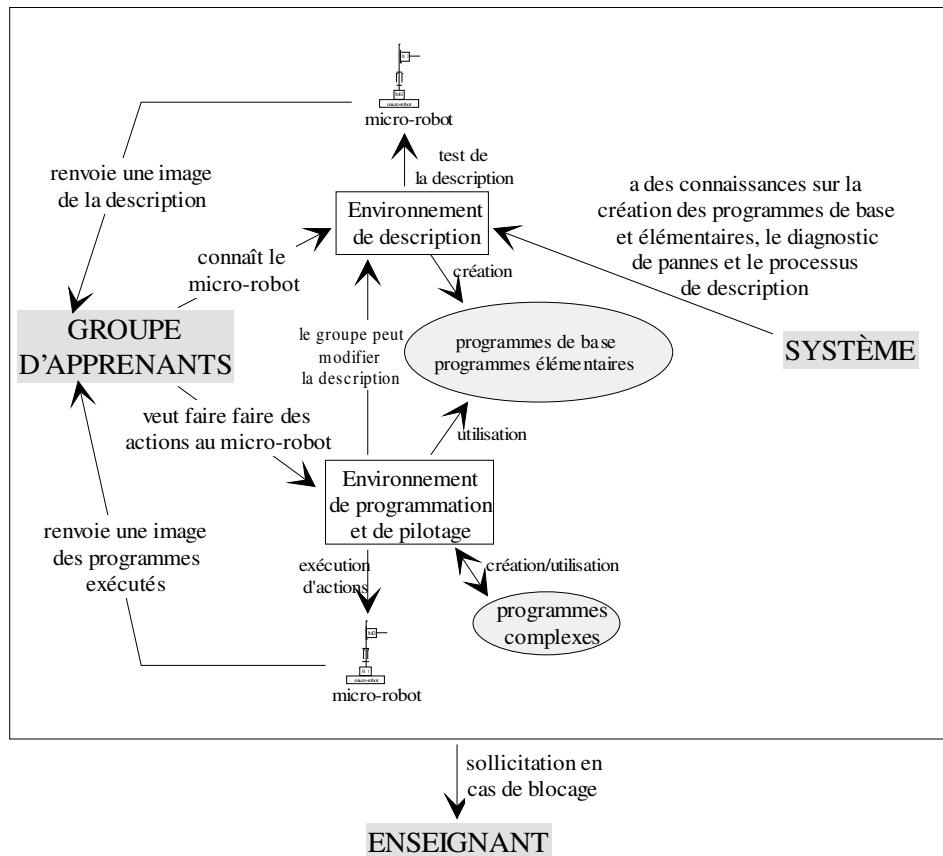 micro-robot
micro-robot
test de
la description
renvoie une image
de la description
a des connaissances sur la
création des programmes de base
et élémentaires, le diagnostic
de pannes et le processus
de description
Environnement
de description
connaît le
micro-robot
création
GROUPE
D'APPRENANTS
le groupe peut
modifier
la description
programmes de base
programmes élémentaires
SYSTÈME
veut faire faire des
actions au micro-robot
utilisation
Environnement
de programmation
et de pilotage
renvoie une image
des programmes
exécutés
exécution
d'actions
création/utilisation
programmes
complexes
micro-robot
micro-robot
sollicitation en
cas de blocage
ENSEIGNANT